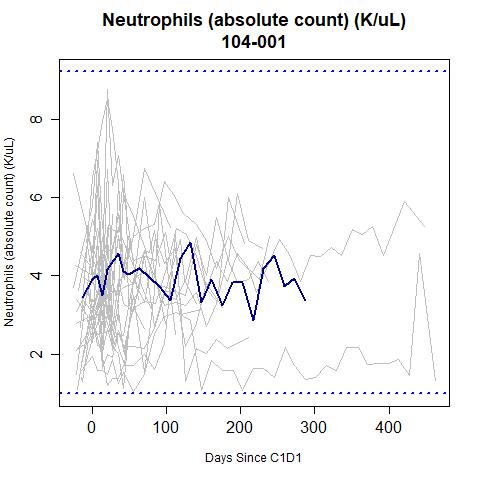 Neutrophils (absolute count) (K/uL)
104-001
Neutrophils (absolute count) (K/uL)
8
6
4
2
0 100 200 300 400
Days Since C1D1